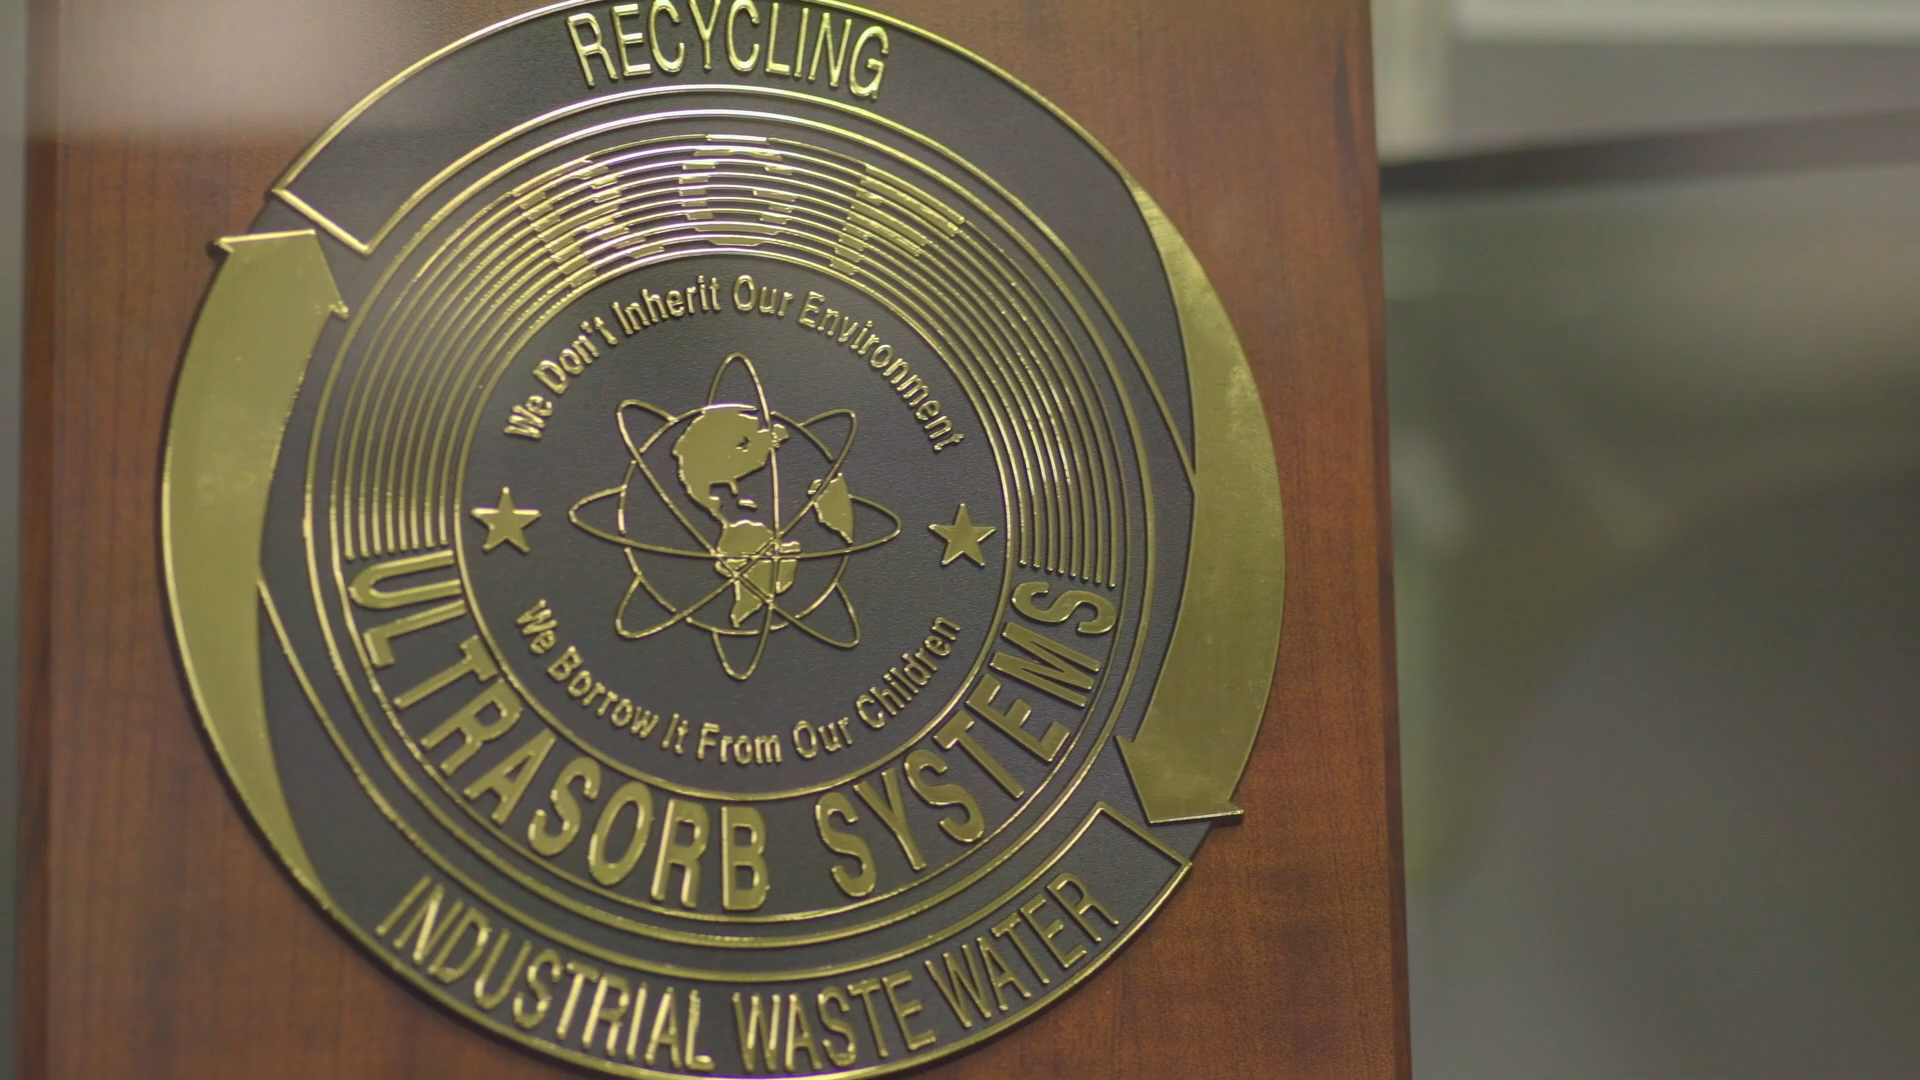 RECYCLING
We Don't Inherit Our Environment
We Borrow It From Our Children
ULTRASORB SYSTEMS
INDUSTRIAL WASTE WATER